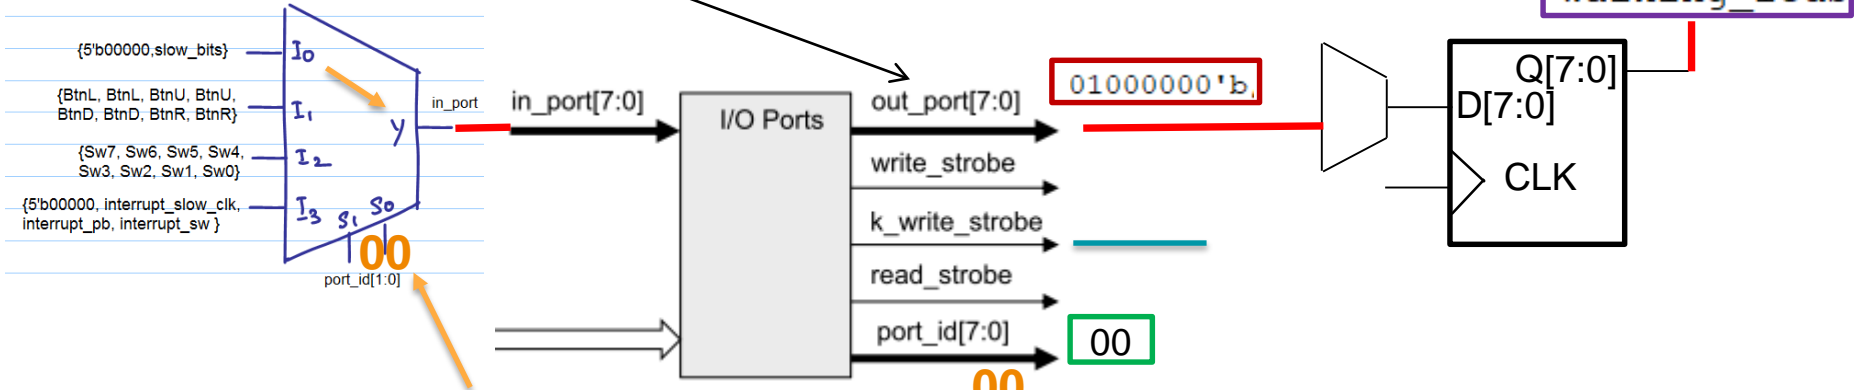 {5'b00000,slow_bits}
I0
{BtnL, BtnL, BtnU, BtnU,
BtnD, BtnD, BtnR, BtnR}
I1
{Sw7, Sw6, Sw5, Sw4,
Sw3, Sw2, Sw1, Sw0}
I2
{5'b00000, interrupt_slow_clk,
interrupt_pb, interrupt_sw }
I3
S1 S0
Y
00
port_id[1:0]
in_port
in_port[7:0]
I/O Ports
out_port[7:0]
write_strobe
k_write_strobe
read_strobe
port_id[7:0]
01000000'b,
00
00
Q[7:0]
D[7:0]
CLK